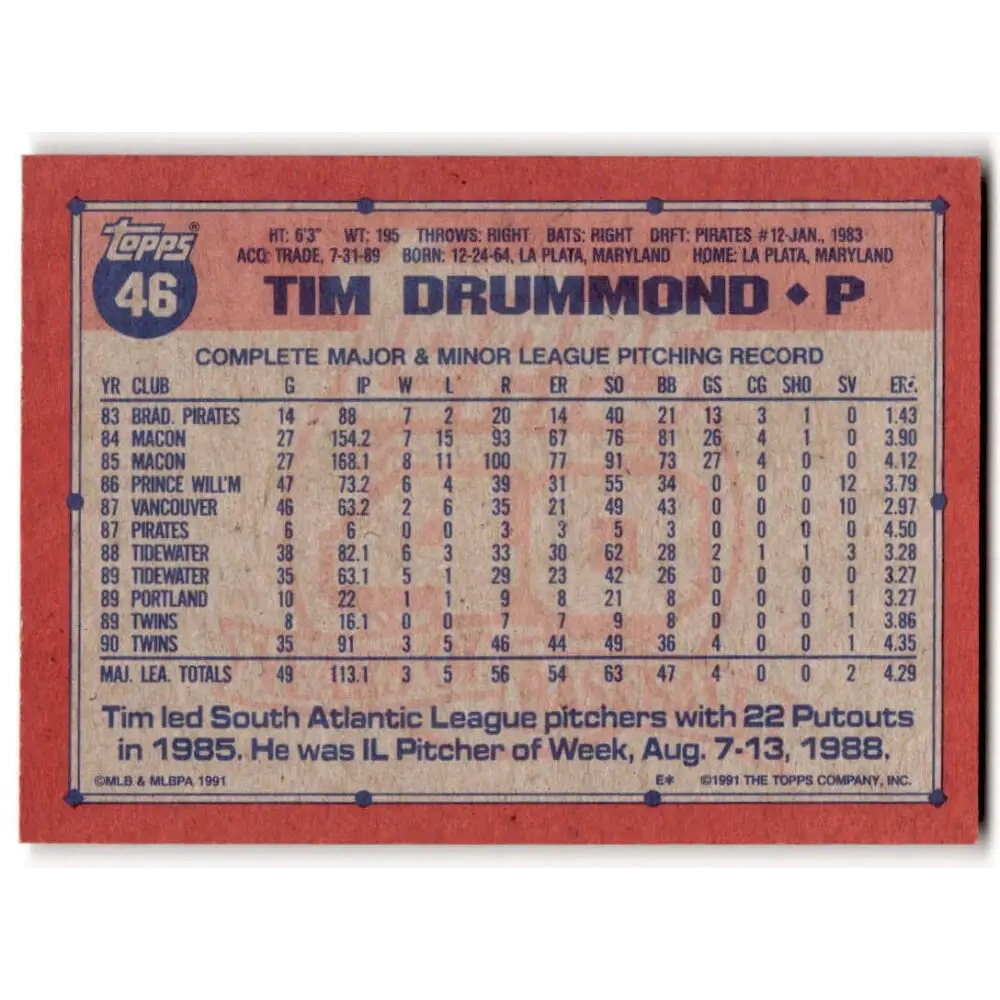 Topps®
46
HT: 6'3" WT: 195 THROWS: RIGHT BATS: RIGHT DRFT: PIRATES #12-JAN., 1983
ACQ: TRADE, 7-31-89 BORN: 12-24-64, LA PLATA, MARYLAND HOME: LA PLATA, MARYLAND
TIM DRUMMOND ◆ P
COMPLETE MAJOR & MINOR LEAGUE PITCHING RECORD
YR CLUB G IP W L R ER SO BB GS CG SHO SV ERA
83 BRAD. PIRATES 14 88 7 2 20 14 40 21 13 3 1 0 1.43
84 MACON 27 154.2 7 15 93 67 76 81 26 4 1 0 3.90
85 MACON 27 168.1 8 11 100 77 91 73 27 4 0 0 4.12
86 PRINCE WILL'M 47 73.2 6 4 39 31 55 34 0 0 0 12 3.79
87 VANCOUVER 46 63.2 2 6 35 21 49 43 0 0 0 10 2.97
87 PIRATES 6 6 0 0 3 3 5 3 0 0 0 0 4.50
88 TIDEWATER 38 82.1 6 3 33 30 62 28 2 1 1 3 3.28
89 TIDEWATER 35 63.1 5 1 29 23 42 26 0 0 0 0 3.27
89 PORTLAND 10 22 1 1 9 8 21 8 0 0 0 1 3.27
89 TWINS 8 16.1 0 0 7 7 9 8 0 0 0 1 3.86
90 TWINS 35 91 3 5 46 44 49 36 4 0 0 1 4.35
MAJ. LEA. TOTALS 49 113.1 3 5 56 54 63 47 4 0 0 2 4.29
Tim led South Atlantic League pitchers with 22 Putouts
in 1985. He was IL Pitcher of Week, Aug. 7-13, 1988.
©MLB & MLBPA 1991 E* ©1991 THE TOPPS COMPANY, INC.